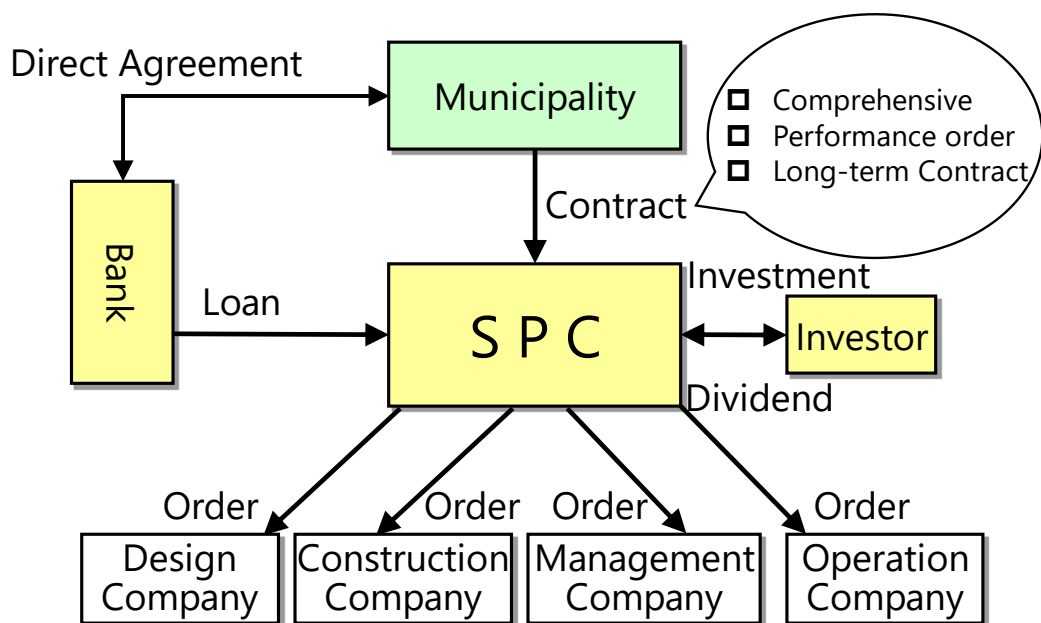 Direct Agreement
Municipality
Comprehensive
Performance order
Long-term Contract
Contract
Bank
Loan
S P C
Investment
Investor
Dividend
Order
Order
Order
Order
Design
Company
Construction
Company
Management
Company
Operation
Company